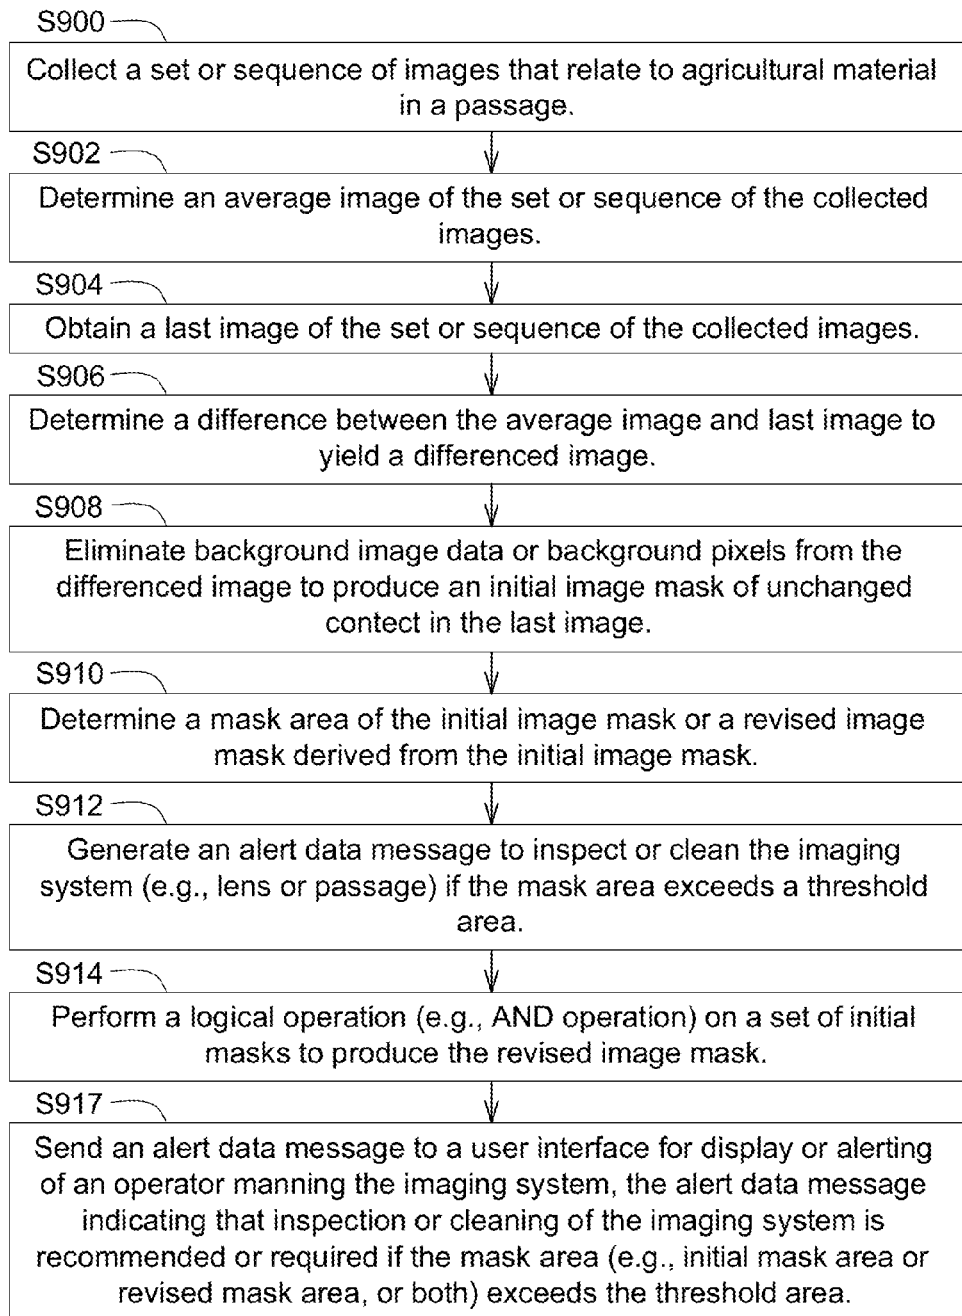 S900
Collect a set or sequence of images that relate to agricultural material
in a passage.
S902
Determine an average image of the set or sequence of the collected
images.
S904
Obtain a last image of the set or sequence of the collected images.
S906
Determine a difference between the average image and last image to
yield a differenced image.
S908
Eliminate background image data or background pixels from the
differenced image to produce an initial image mask of unchanged
contect in the last image.
S910
Determine a mask area of the initial image mask or a revised image
mask derived from the initial image mask.
S912
Generate an alert data message to inspect or clean the imaging
system (e.g., lens or passage) if the mask area exceeds a threshold
area.
S914
Perform a logical operation (e.g., AND operation) on a set of initial
masks to produce the revised image mask.
S917
Send an alert data message to a user interface for display or alerting
of an operator manning the imaging system, the alert data message
indicating that inspection or cleaning of the imaging system is
recommended or required if the mask area (e.g., initial mask area or
revised mask area, or both) exceeds the threshold area.